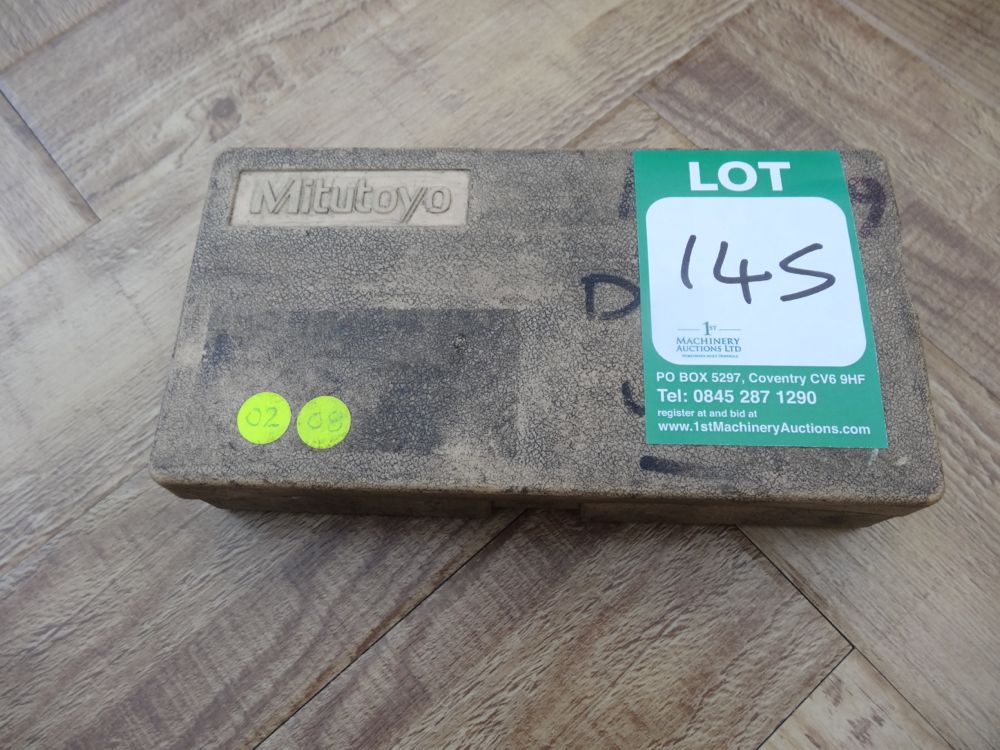 Mitutoyo
LOT
9
145
D
1ST
MACHINERY
AUCTIONS LTD
PO BOX 5297, Coventry CV6 9HF
Tel: 0845 287 1290
register at and bid at
www.1stMachineryAuctions.com
02
08